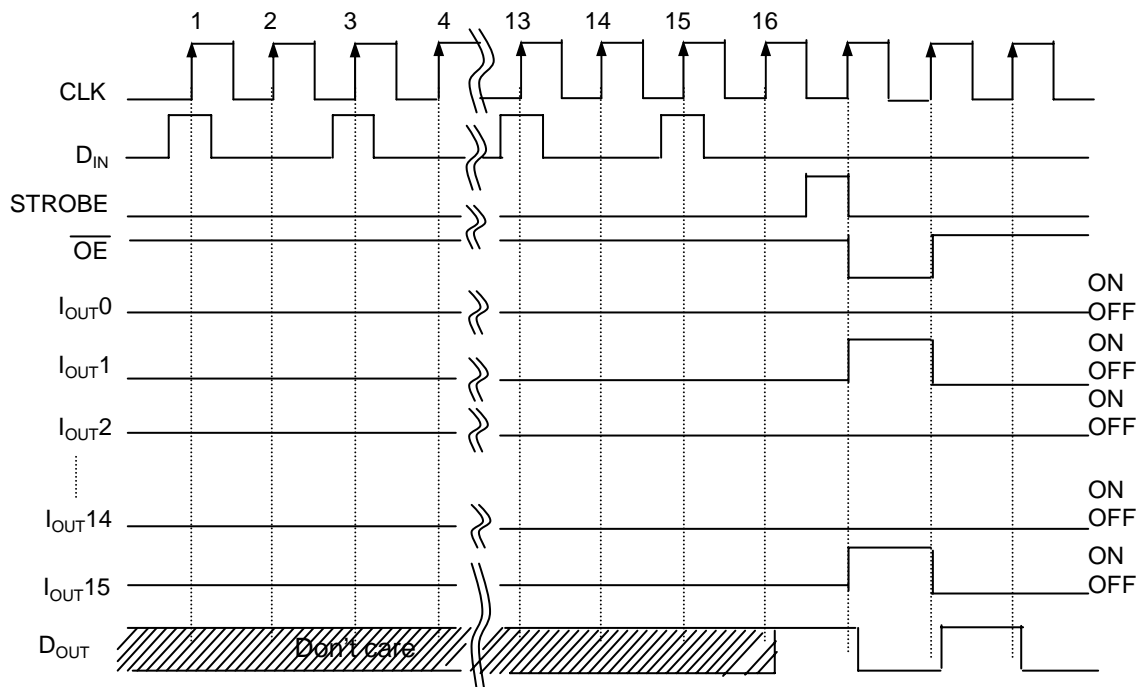 1 2 3 4 13 14 15 16
CLK
DIN
STROBE
OE
IOUT0
ON
OFF
IOUT1
ON
OFF
IOUT2
ON
OFF
IOUT14
ON
OFF
IOUT15
ON
OFF
DOUT
Don't care